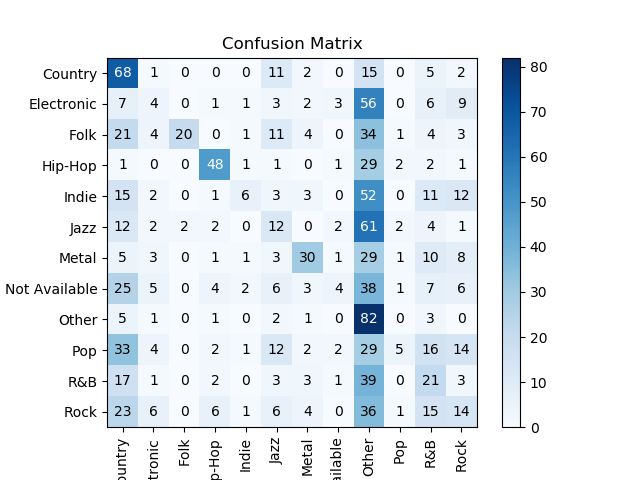 Confusion Matrix
Country 68 1 0 0 0 11 2 0 15 0 5 2
Electronic 7 4 0 1 1 3 2 3 56 0 6 9
Folk 21 4 20 0 1 11 4 0 34 1 4 3
Hip-Hop 1 0 0 48 1 1 0 1 29 2 2 1
Indie 15 2 0 1 6 3 3 0 52 0 11 12
Jazz 12 2 2 2 0 12 0 2 61 2 4 1
Metal 5 3 0 1 1 3 30 1 29 1 10 8
Not Available 25 5 0 4 2 6 3 4 38 1 7 6
Other 5 1 0 1 0 2 1 0 82 0 3 0
Pop 33 4 0 2 1 12 2 2 29 5 16 14
R&B 17 1 0 2 0 3 3 1 39 0 21 3
Rock 23 6 0 6 1 6 4 0 36 1 15 14
ountry tronic Folk p-Hop Indie Jazz Metal ailable Other Pop R&B Rock
80
70
60
50
40
30
20
10
0